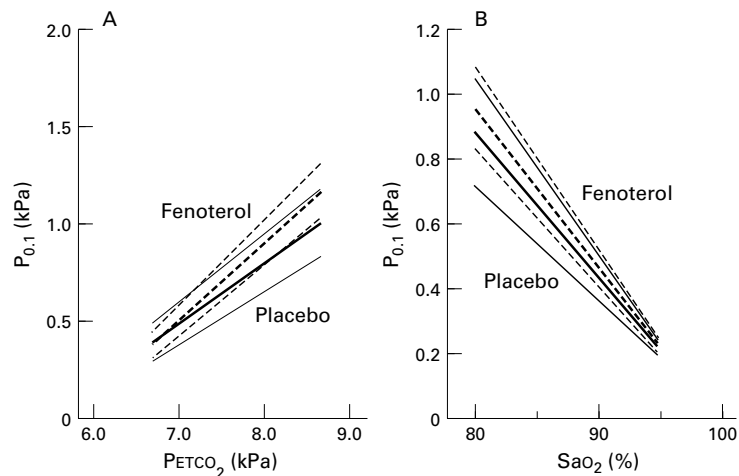 A
2.0
1.5
1.0
0.5
0
P0.1 (kPa)
Fenoterol
Placebo
6.0 7.0 8.0 9.0
PETCO2 (kPa)
B
1.2
1.0
0.8
0.6
0.4
0.2
0
P0.1 (kPa)
Fenoterol
Placebo
80 90 100
SaO2 (%)